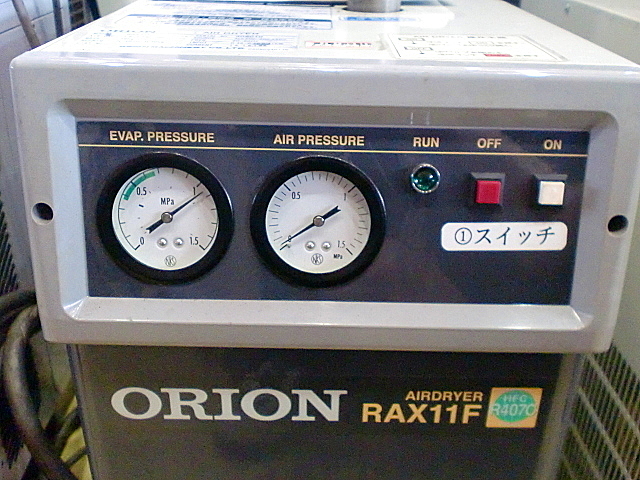 EVAP. PRESSURE
AIR PRESSURE
RUN
OFF
ON
0.5
1
MPa
0
1.5
0.5
1
0
1.5
MPa
①スイッチ
ORION
AIRDRYER
RAX11F
HFC
R407C